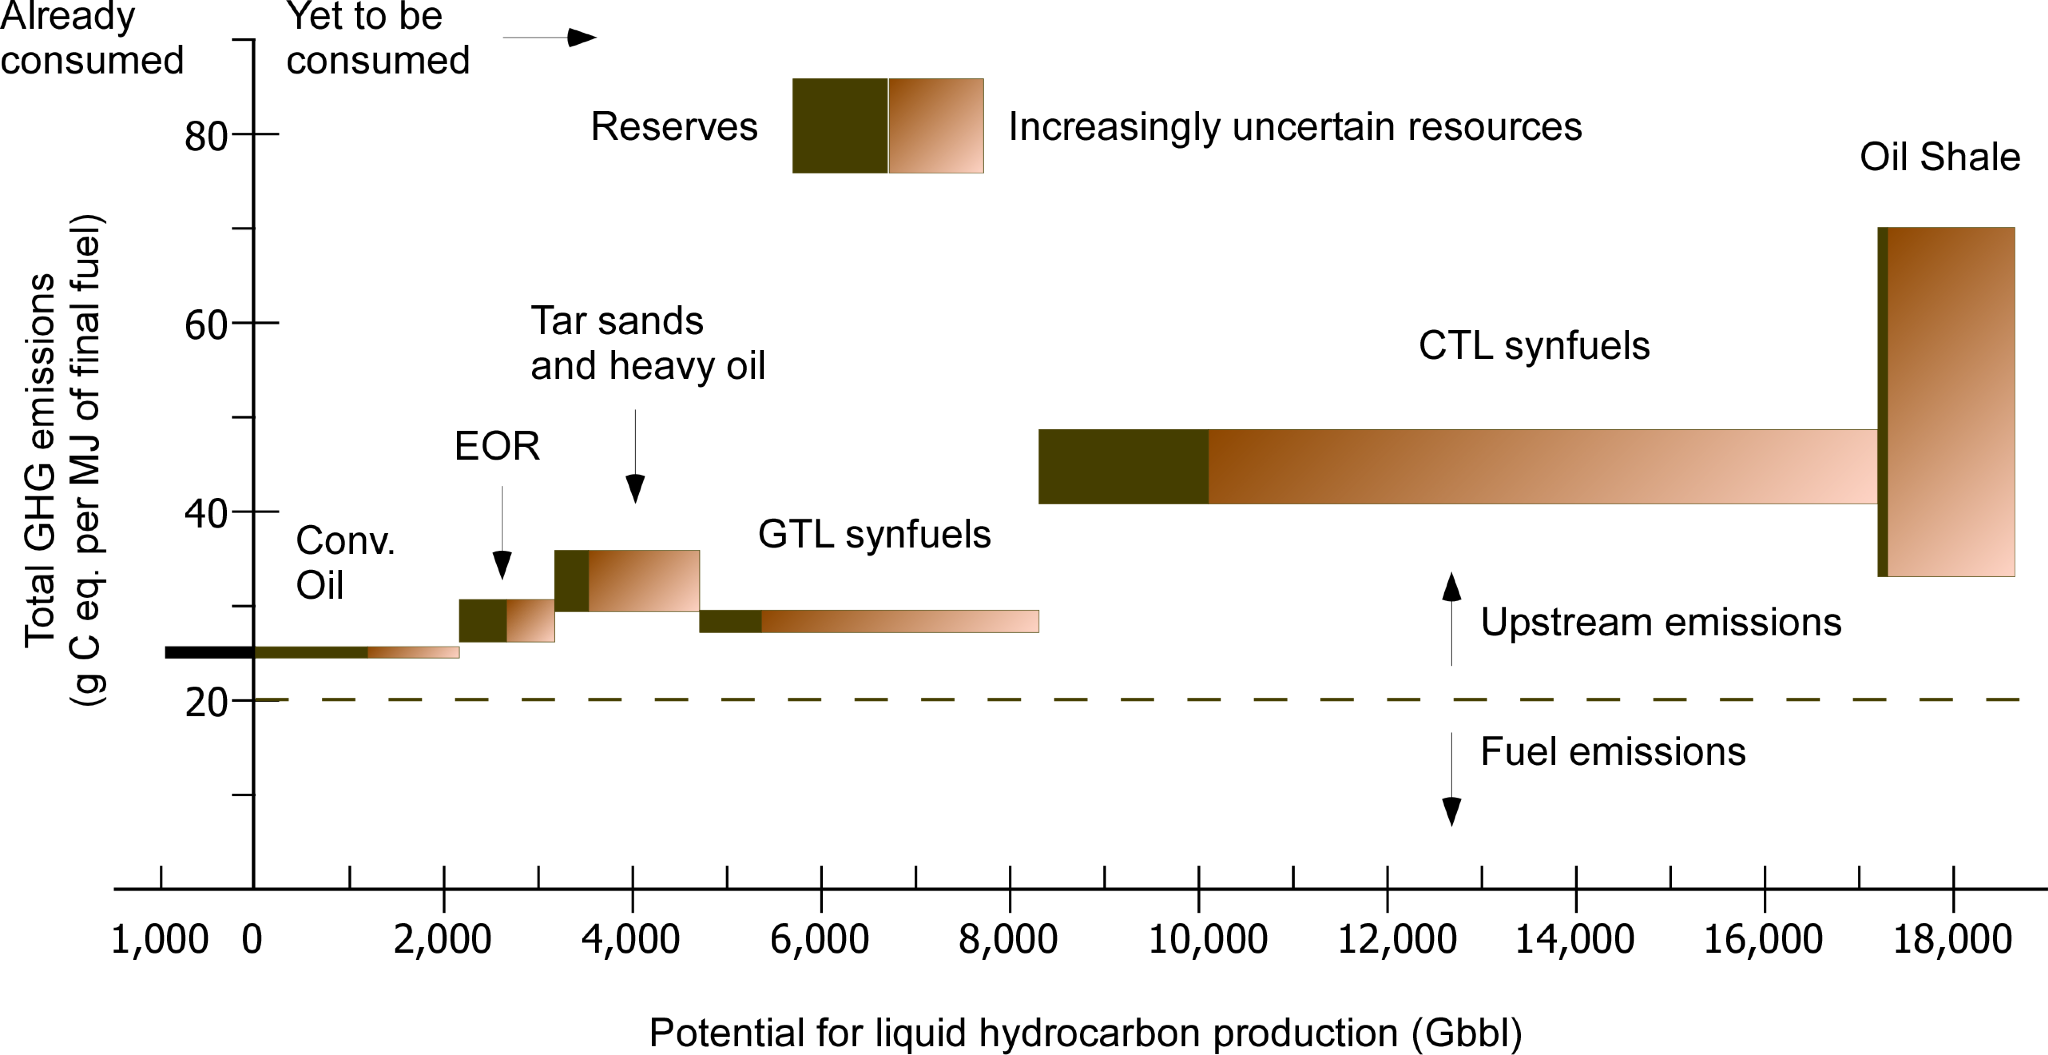 Already
consumed
Yet to be
consumed
Reserves
Increasingly uncertain resources
Oil Shale
80
60
40
20
Total GHG emissions
(g C eq. per MJ of final fuel)
Tar sands
and heavy oil
CTL synfuels
EOR
GTL synfuels
Conv.
Oil
Upstream emissions
Fuel emissions
1,000 0 2,000 4,000 6,000 8,000 10,000 12,000 14,000 16,000 18,000
Potential for liquid hydrocarbon production (Gbbl)